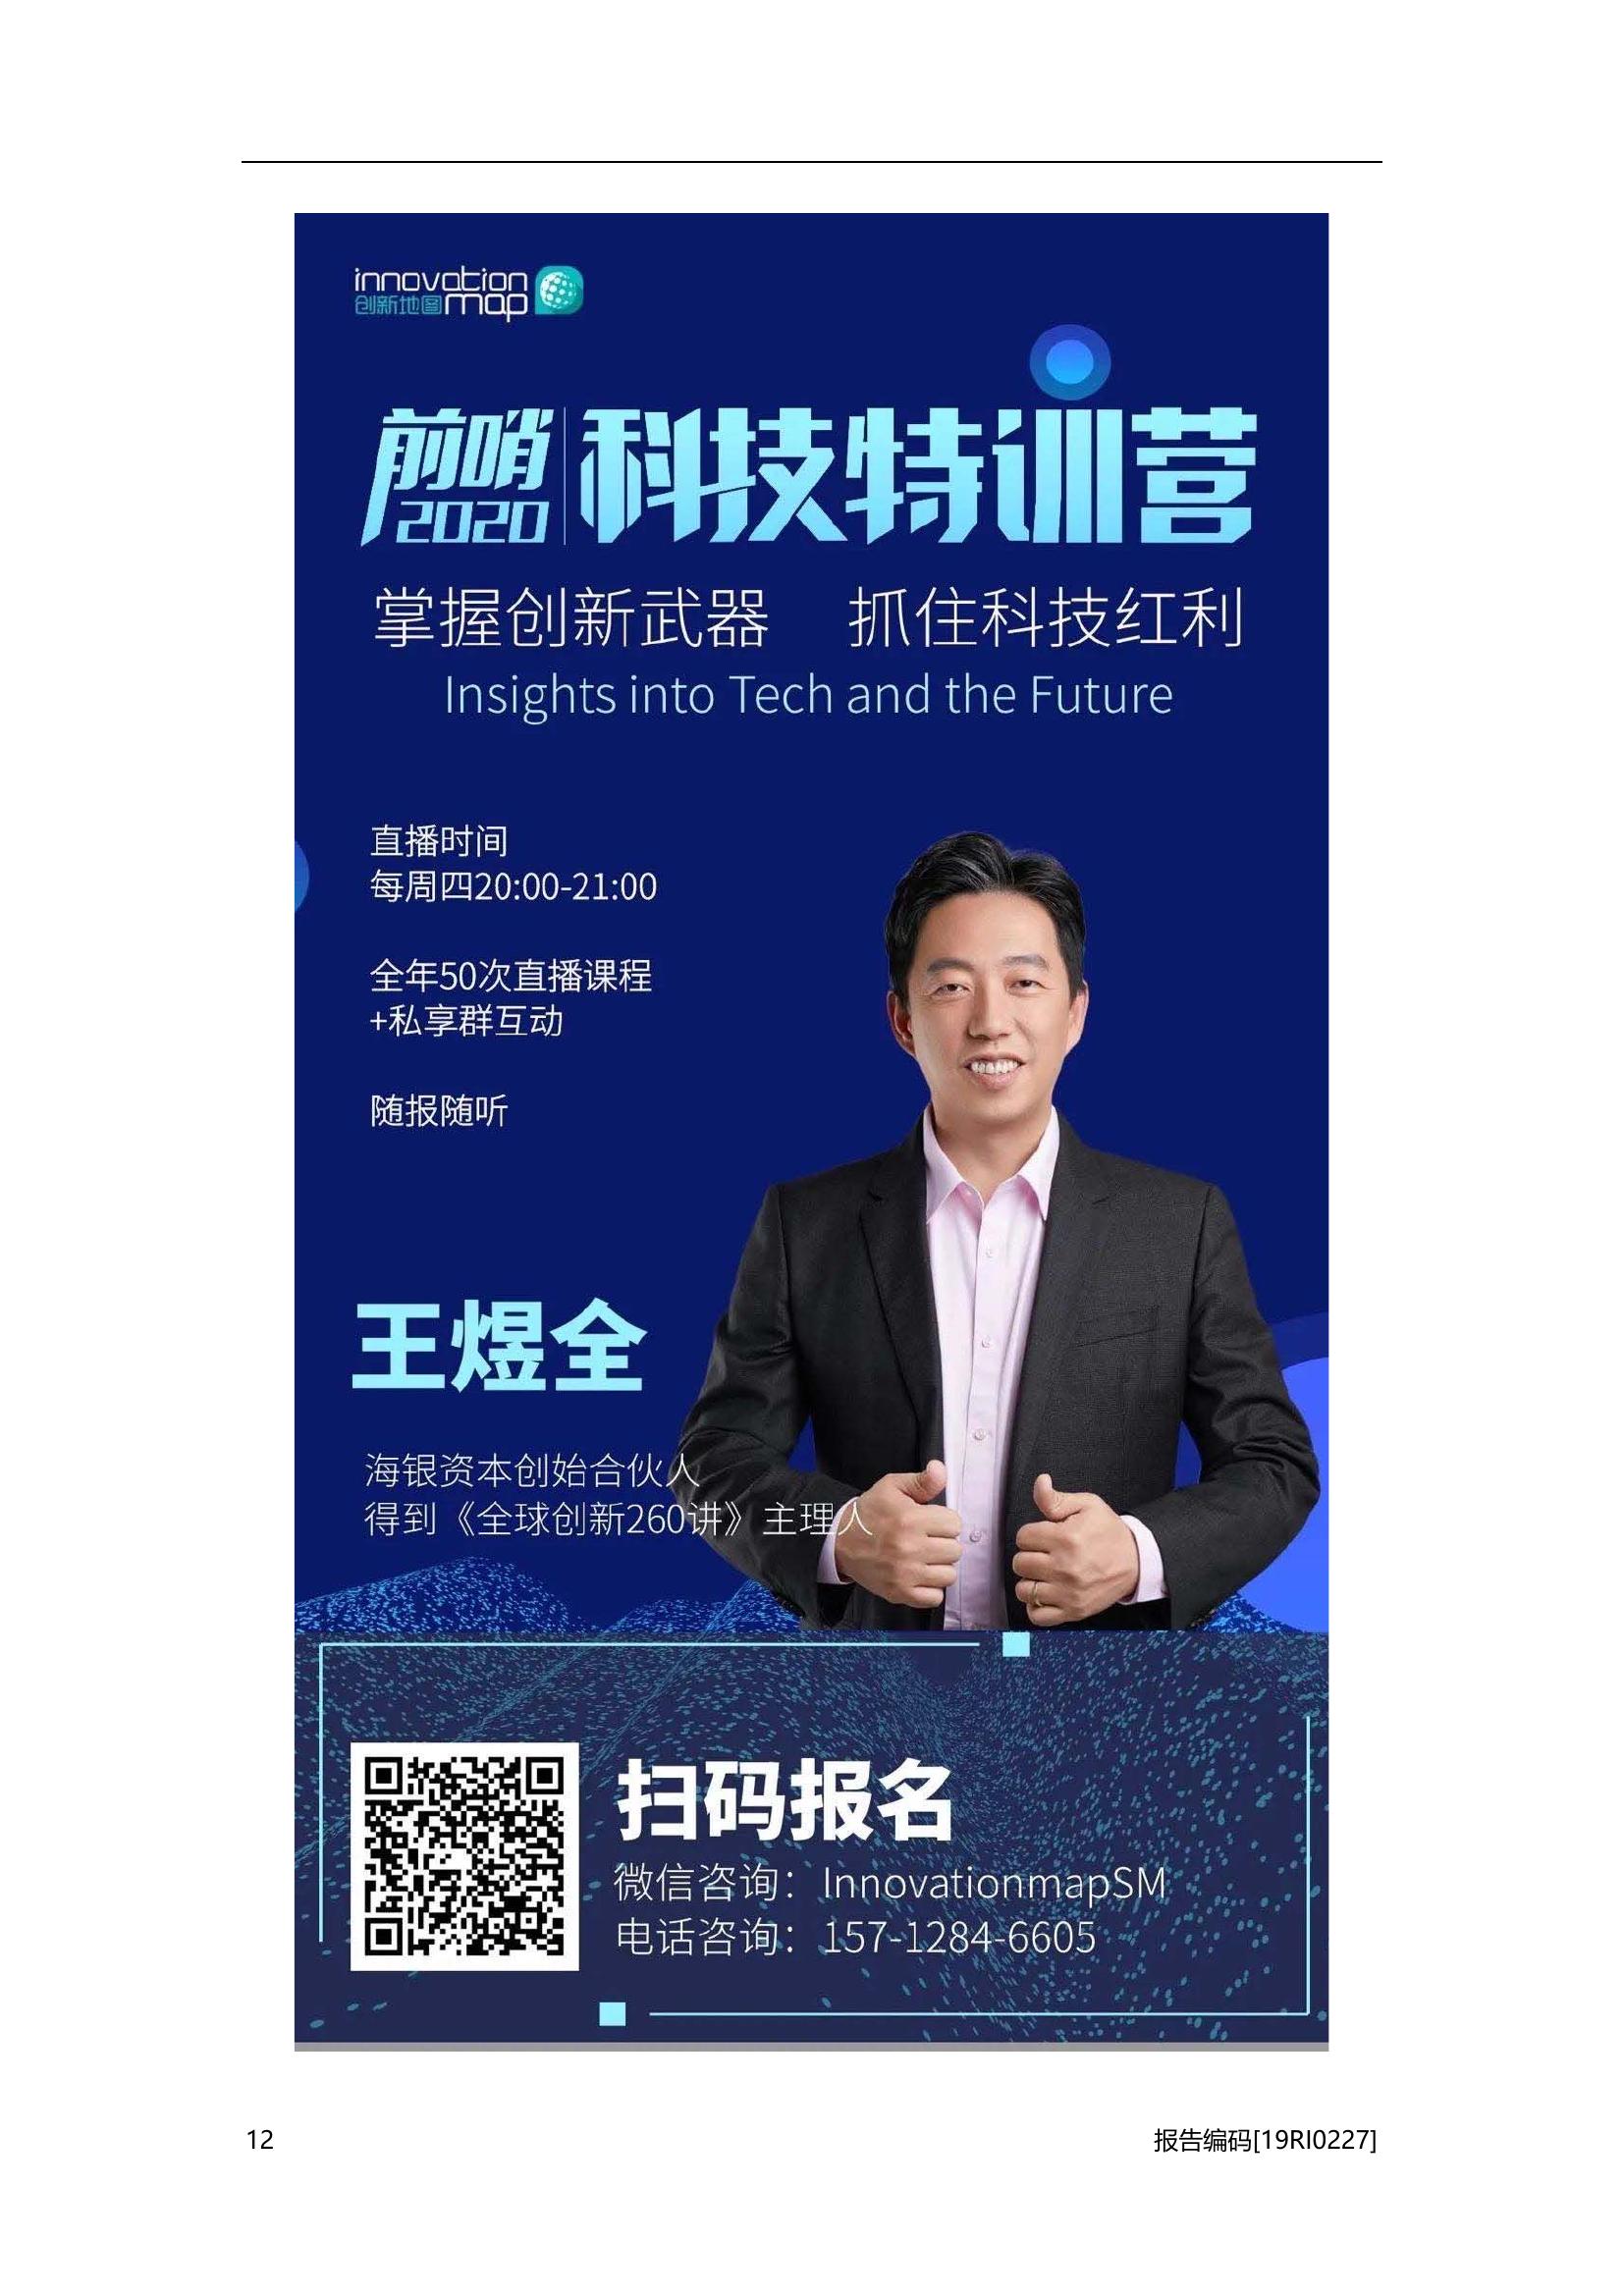 innovation
创新地图map
前哨
2020
科技特训营
掌握创新武器 抓住科技红利
Insights into Tech and the Future
直播时间
每周四20:00-21:00
全年50次直播课程
+私享群互动
随报随听
王煜全
海银资本创始合伙人
得到《全球创新260讲》主理人
扫码报名
微信咨询：InnovationmapSM
电话咨询：157-1284-6605
12
报告编码[19RI0227]